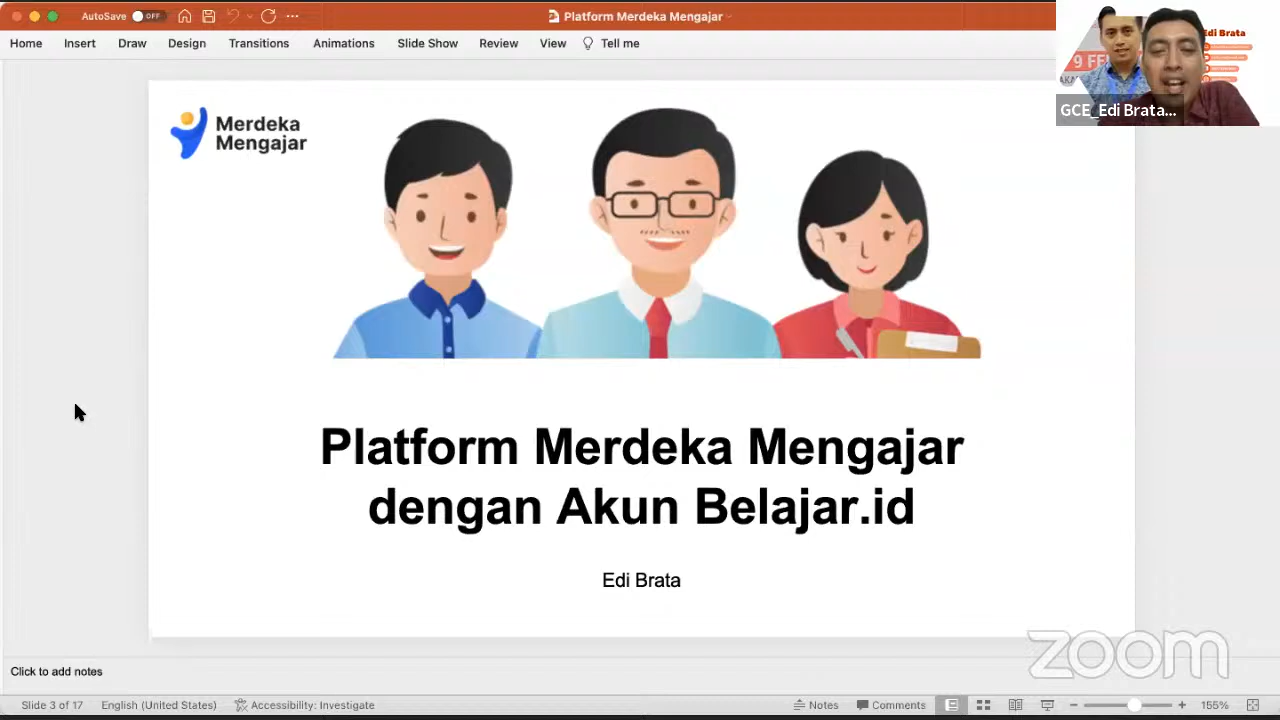 AutoSave OFF
Platform Merdeka Mengajar
Home Insert Draw Design Transitions Animations Slide Show Review View Tell me
Edi Brata
9 FE
GCE_Edi Brata...
Merdeka
Mengajar
Platform Merdeka Mengajar
dengan Akun Belajar.id
Edi Brata
zoom
Click to add notes
Slide 3 of 17 English (United States) Accessibility: Investigate Notes Comments 155%